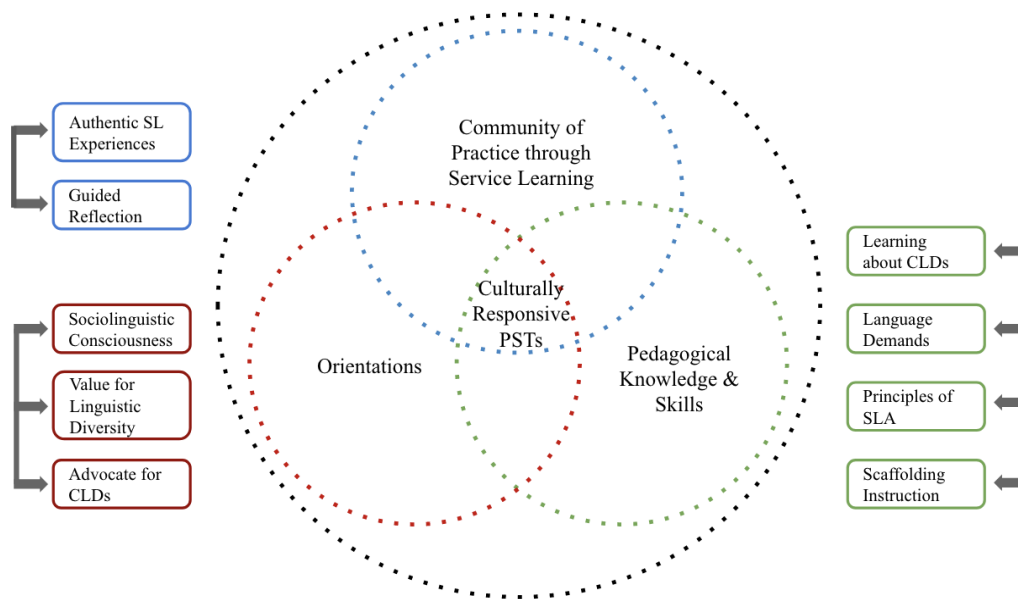 Authentic SL
Experiences
Guided
Reflection
Sociolinguistic
Consciousness
Value for
Linguistic
Diversity
Advocate for
CLDs
Community of
Practice through
Service Learning
Culturally
Responsive
PSTs
Orientations
Pedagogical
Knowledge &
Skills
Learning
about CLDs
Language
Demands
Principles of
SLA
Scaffolding
Instruction